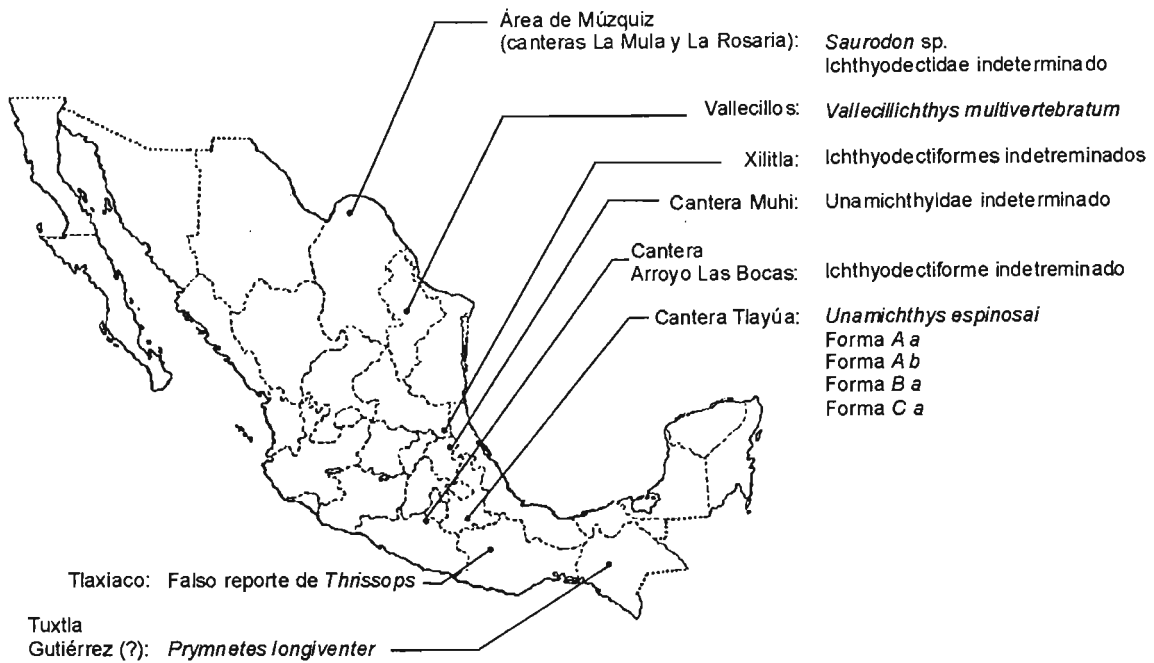 Área de Múzquiz
(canteras La Mula y La Rosaria): Saurodon sp.
Ichthyodectidae indeterminado
Vallecillos: Vallecillichthys multivertebratum
Xilitla: Ichthyodectiformes indetreminados
Cantera Muhi: Unamichthyidae indeterminado
Cantera
Arroyo Las Bocas: Ichthyodectiforme indetreminado
Cantera Tlayúa: Unamichthys espinosai
Forma A a
Forma A b
Forma B a
Forma C a
Tlaxiaco: Falso reporte de Thrissops
Tuxtla
Gutiérrez (?): Prymnetes longiventer